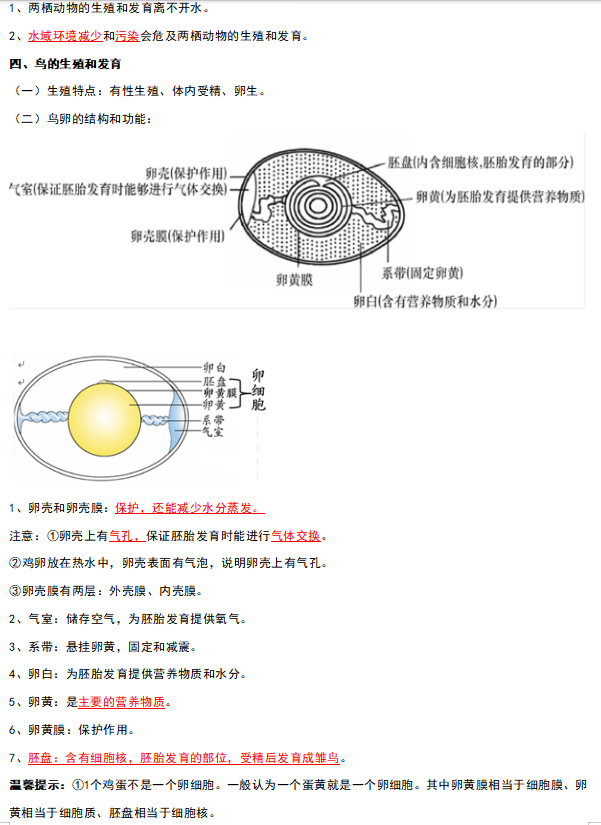 1、两栖动物的生殖和发育离不开水。
2、水域环境减少和污染会危及两栖动物的生殖和发育。
四、鸟的生殖和发育
（一）生殖特点：有性生殖、体内受精、卵生。
（二）鸟卵的结构和功能：
卵壳(保护作用)
气室(保证胚胎发育时能够进行气体交换)
卵壳膜(保护作用)
卵黄膜
胚盘(内含细胞核,胚胎发育的部分)
卵黄(为胚胎发育提供营养物质)
系带(固定卵黄)
卵白(含有营养物质和水分)
卵白
胚盘
卵黄膜
卵黄
系带
气室
卵细胞
1、卵壳和卵壳膜：保护，还能减少水分蒸发。
注意：①卵壳上有气孔，保证胚胎发育时能进行气体交换。
②鸡卵放在热水中，卵壳表面有气泡，说明卵壳上有气孔。
③卵壳膜有两层：外壳膜、内壳膜。
2、气室：储存空气，为胚胎发育提供氧气。
3、系带：悬挂卵黄，固定和减震。
4、卵白：为胚胎发育提供营养物质和水分。
5、卵黄：是主要的营养物质。
6、卵黄膜：保护作用。
7、胚盘：含有细胞核，胚胎发育的部位，受精后发育成雏鸟。
温馨提示：①1个鸡蛋不是一个卵细胞。一般认为一个蛋黄就是一个卵细胞。其中卵黄膜相当于细胞膜、卵
黄相当于细胞质、胚盘相当于细胞核。